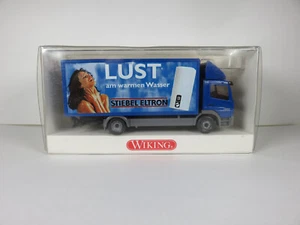 LUST
am warmen Wasser
STIEBEL ELTRON
WIKING